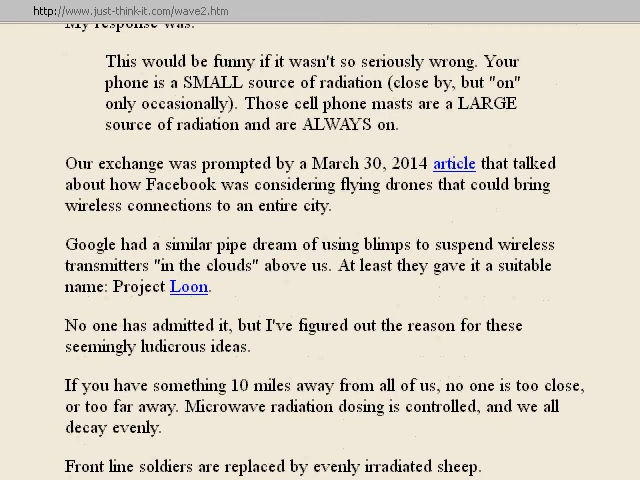 http://www.just-think-it.com/wave2.htm
My response was:
This would be funny if it wasn't so seriously wrong. Your
phone is a SMALL source of radiation (close by, but "on"
only occasionally). Those cell phone masts are a LARGE
source of radiation and are ALWAYS on.
Our exchange was prompted by a March 30, 2014 article that talked
about how Facebook was considering flying drones that could bring
wireless connections to an entire city.
Google had a similar pipe dream of using blimps to suspend wireless
transmitters "in the clouds" above us. At least they gave it a suitable
name: Project Loon.
No one has admitted it, but I've figured out the reason for these
seemingly ludicrous ideas.
If you have something 10 miles away from all of us, no one is too close,
or too far away. Microwave radiation dosing is controlled, and we all
decay evenly.
Front line soldiers are replaced by evenly irradiated sheep.